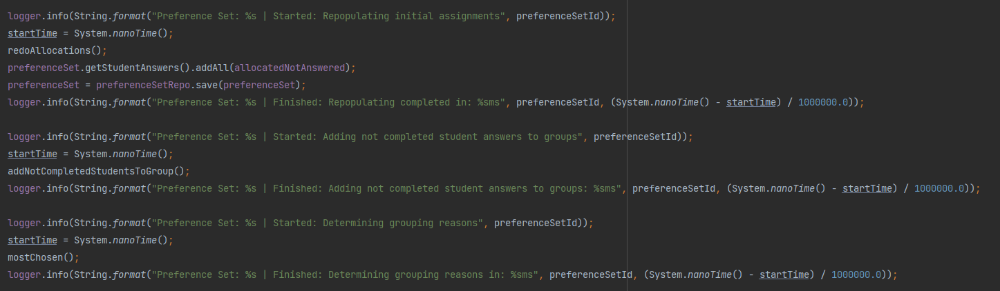 logger.info(String.format("Preference Set: %s | Started: Repopulating initial assignments", preferenceSetId));
startTime = System.nanoTime();
redoAllocations();
preferenceSet.getStudentAnswers().addAll(allocatedNotAnswered);
preferenceSet = preferenceSetRepo.save(preferenceSet);
logger.info(String.format("Preference Set: %s | Finished: Repopulating completed in: %sms", preferenceSetId, (System.nanoTime() - startTime) / 1000000.0));
logger.info(String.format("Preference Set: %s | Started: Adding not completed student answers to groups", preferenceSetId));
startTime = System.nanoTime();
addNotCompletedStudentsToGroup();
logger.info(String.format("Preference Set: %s | Finished: Adding not completed student answers to groups: %sms", preferenceSetId, (System.nanoTime() - startTime) / 1000000.0));
logger.info(String.format("Preference Set: %s | Started: Determining grouping reasons", preferenceSetId));
startTime = System.nanoTime();
mostChosen();
logger.info(String.format("Preference Set: %s | Finished: Determining grouping reasons in: %sms", preferenceSetId, (System.nanoTime() - startTime) / 1000000.0));